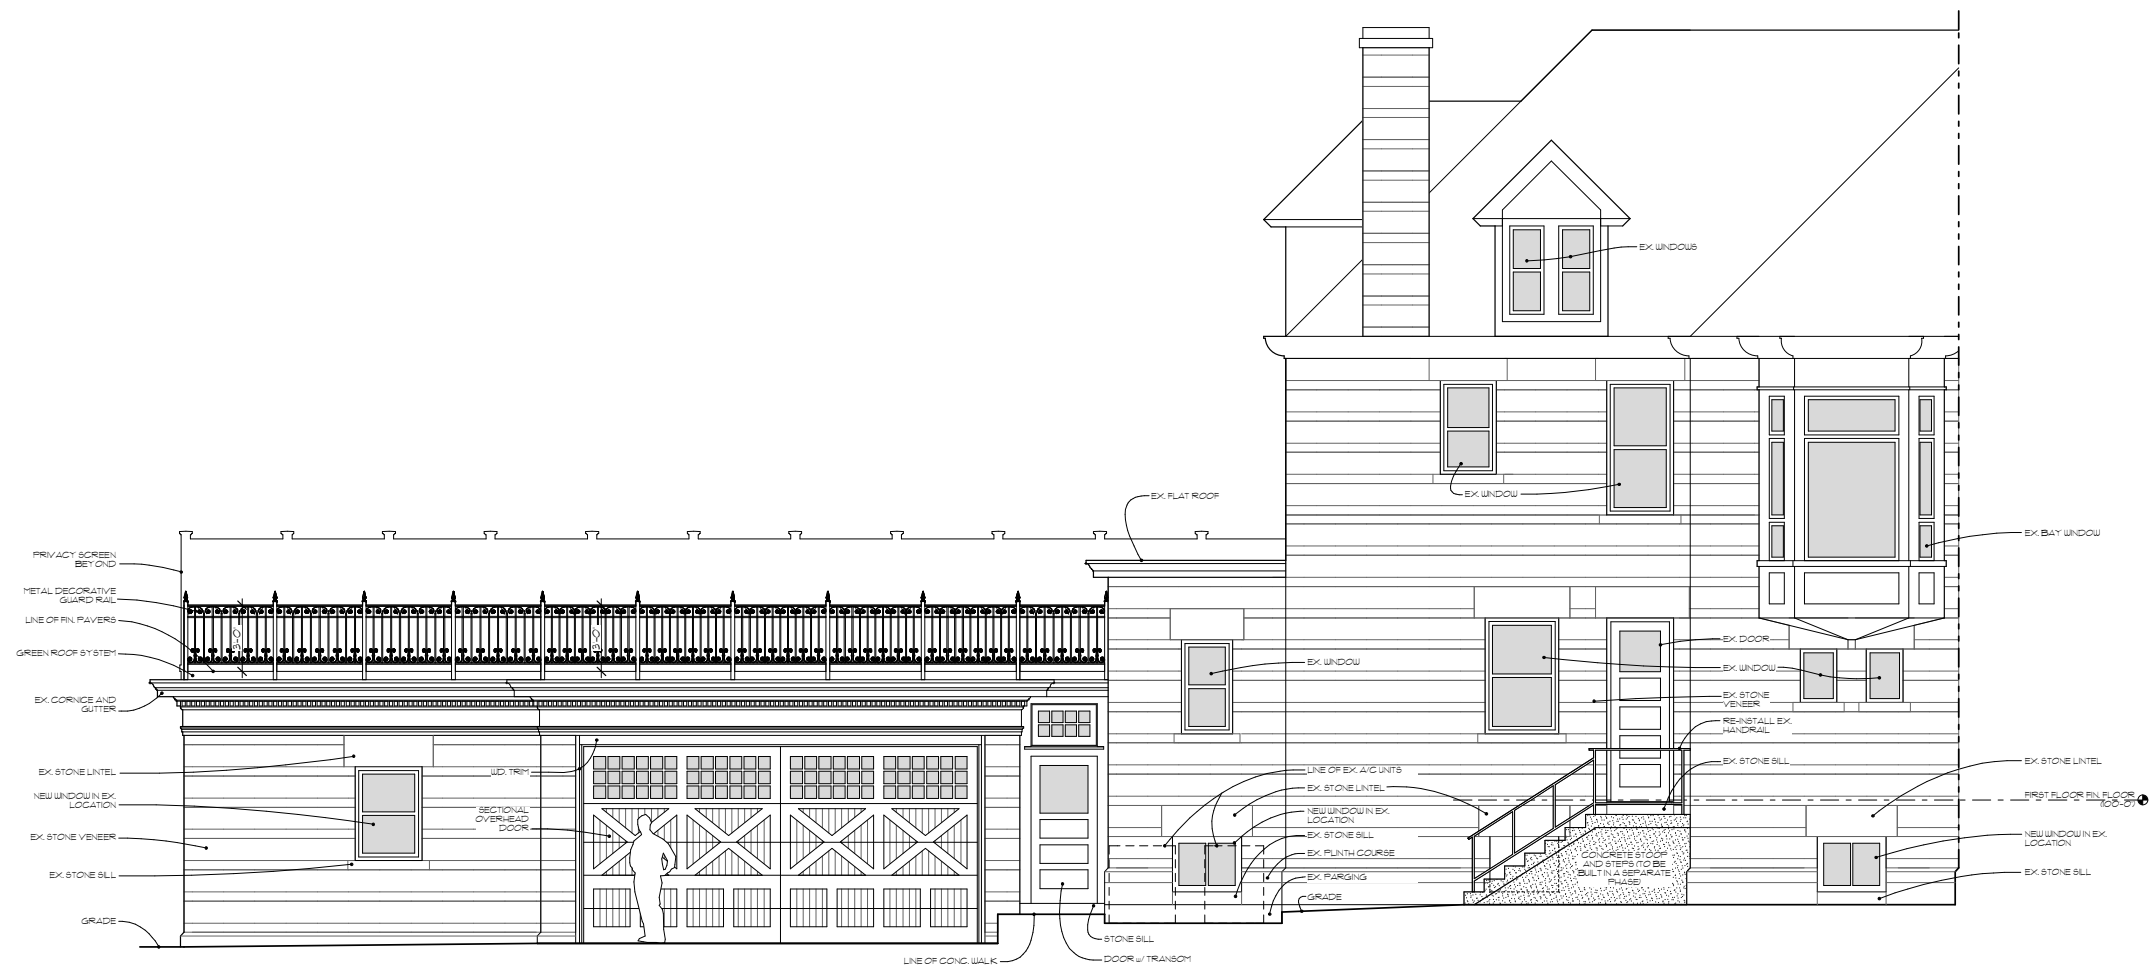 EX. WINDOWS
EX. WINDOW
EX. FLAT ROOF
EX. BAY WINDOW
PRIVACY SCREEN
BEYOND
METAL DECORATIVE
GUARD RAIL
LINE OF FIN. PAVERS
GREEN ROOF SYSTEM
EX. CORNICE AND
GUTTER
3'-0"
3'-0"
EX. WINDOW
EX. DOOR
EX. WINDOW
EX. STONE
VENEER
RE-INSTALL EX.
HANDRAIL
EX. STONE SILL
EX. STONE LINTEL
NEW WINDOW IN EX.
LOCATION
EX. STONE VENEER
EX. STONE SILL
GRADE
WD. TRIM
SECTIONAL
OVERHEAD
DOOR
LINE OF EX. A/C UNITS
EX. STONE LINTEL
NEW WINDOW IN EX.
LOCATION
EX. STONE SILL
EX. PLINTH COURSE
EX. PARGING
GRADE
CONCRETE STOOP
AND STEPS (TO BE
BUILT IN A SEPARATE
PHASE)
EX. STONE LINTEL
FIRST FLOOR FIN. FLOOR
(100'-0")
NEW WINDOW IN EX.
LOCATION
EX. STONE SILL
STONE SILL
LINE OF CONC. WALK
DOOR w/ TRANSOM